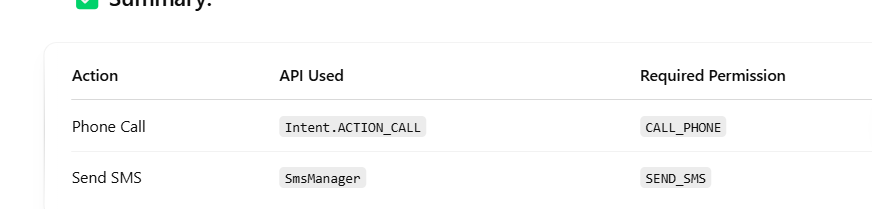 Summary:
Action API Used Required Permission
Phone Call Intent.ACTION_CALL CALL_PHONE
Send SMS SmsManager SEND_SMS